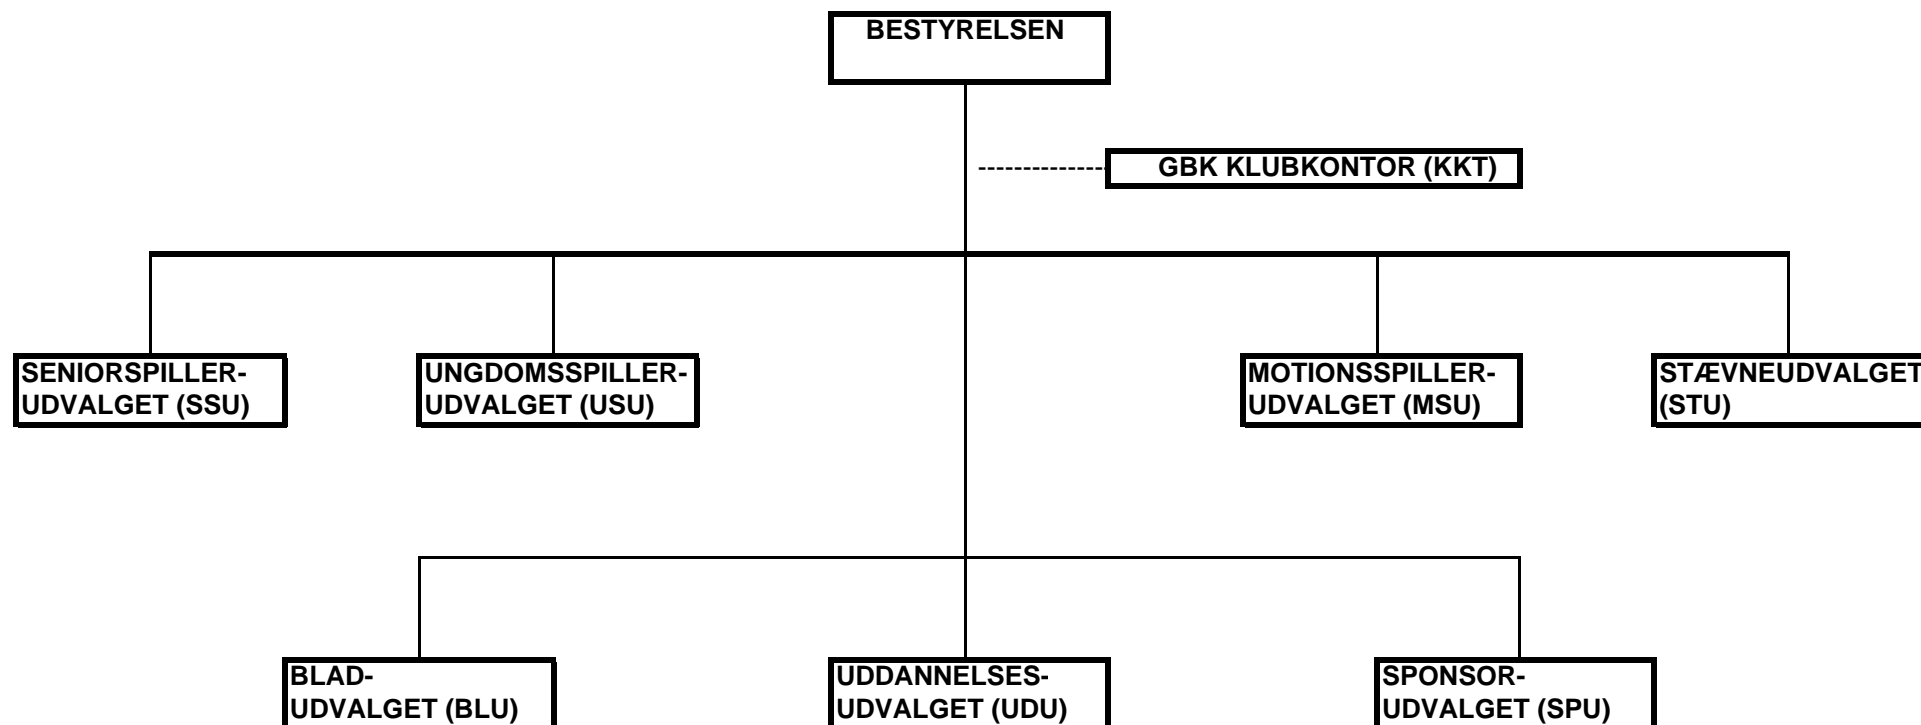 BESTYRELSEN
GBK KLUBKONTOR (KKT)
SENIORSPILLER-
UDVALGET (SSU)
UNGDOMSSPILLER-
UDVALGET (USU)
MOTIONSSPILLER-
UDVALGET (MSU)
STÆVNEUDVALGET
(STU)
BLAD-
UDVALGET (BLU)
UDDANNELSES-
UDVALGET (UDU)
SPONSOR-
UDVALGET (SPU)